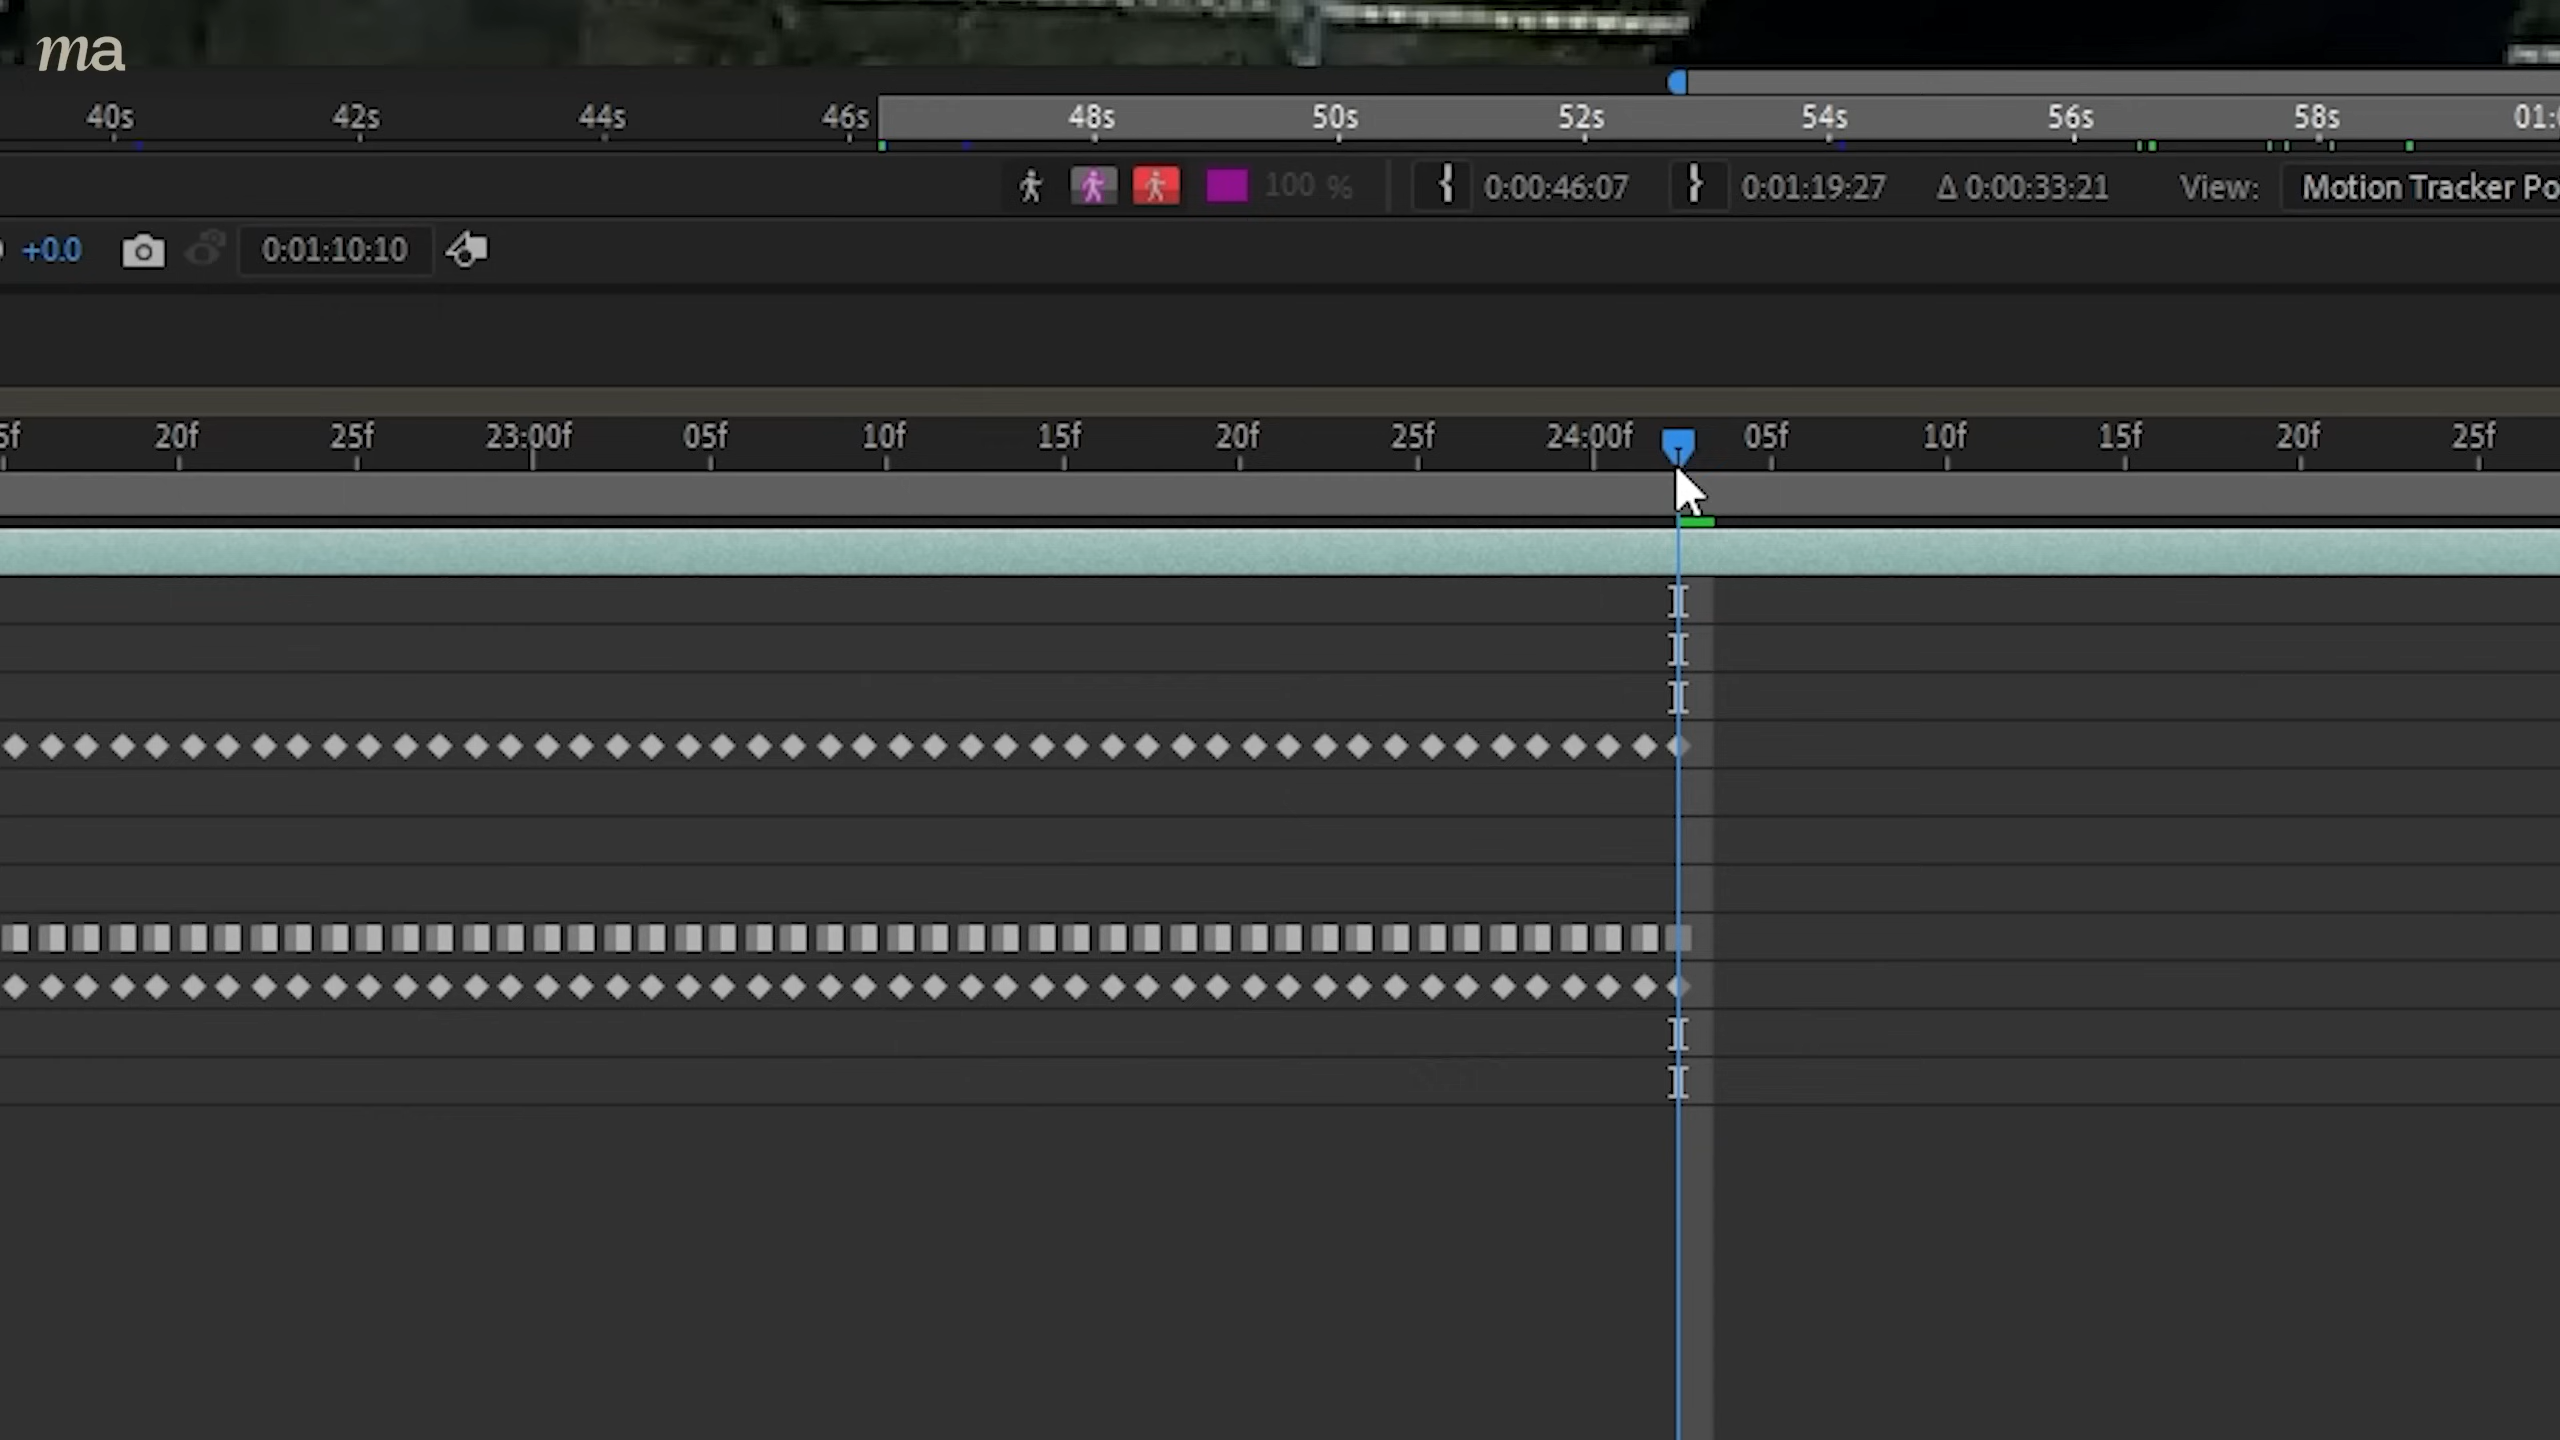 ma
40s 42s 44s 46s 48s 50s 52s 54s 56s 58s
100 % 0:00:46:07 0:01:19:27 Δ 0:00:33:21 View: Motion Tracker Po
+0.0 0:01:10:10
5f 20f 25f 23:00f 05f 10f 15f 20f 25f 24:00f 05f 10f 15f 20f 25f